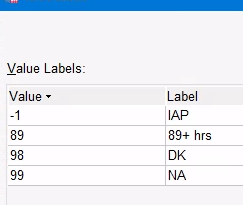 Value Labels:
Value Label
-1 IAP
89 89+ hrs
98 DK
99 NA